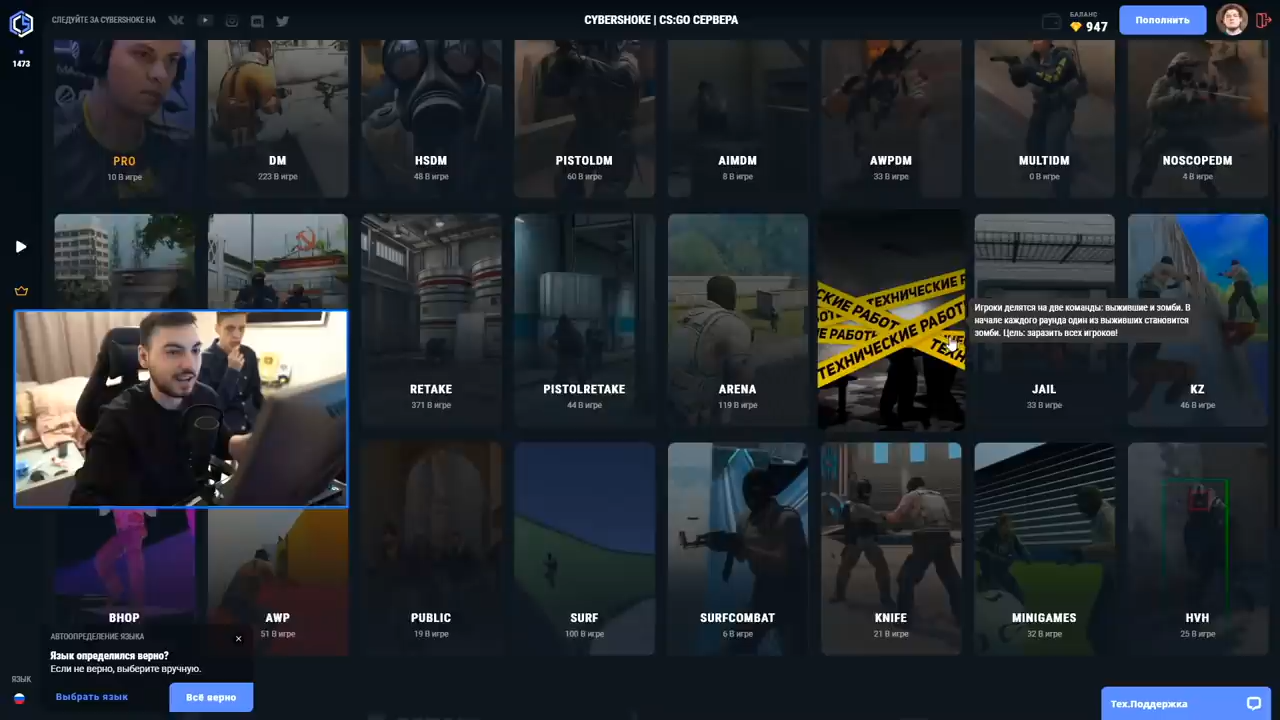 СЛЕДУЙТЕ ЗА CYBERSHOKE НА
CYBERSHOKE | CS:GO СЕРВЕРА
БАЛАНС
947
Пополнить
1473
PRO
10 В игре
DM
223 В игре
HSDM
48 В игре
PISTOLDM
60 В игре
AIMDM
8 В игре
AWPDM
33 В игре
MULTIDM
0 В игре
NOSCOPEDM
4 В игре
RETAKE
371 В игре
PISTOLRETAKE
44 В игре
ARENA
119 В игре
ТЕХНИЧЕСКИЕ РАБОТ
Игроки делятся на две команды: выжившие и зомби. В
начале каждого раунда один из выживших становится
зомби. Цель: заразить всех игроков!
JAIL
33 В игре
KZ
46 В игре
BHOP
AWP
51 В игре
PUBLIC
19 В игре
SURF
100 В игре
SURFCOMBAT
6 В игре
KNIFE
21 В игре
MINIGAMES
32 В игре
HVH
25 В игре
АВТООПРЕДЕЛЕНИЕ ЯЗЫКА
Язык определился верно?
Если не верно, выберите вручную.
Выбрать язык
Всё верно
ЯЗЫК
Тех.Поддержка